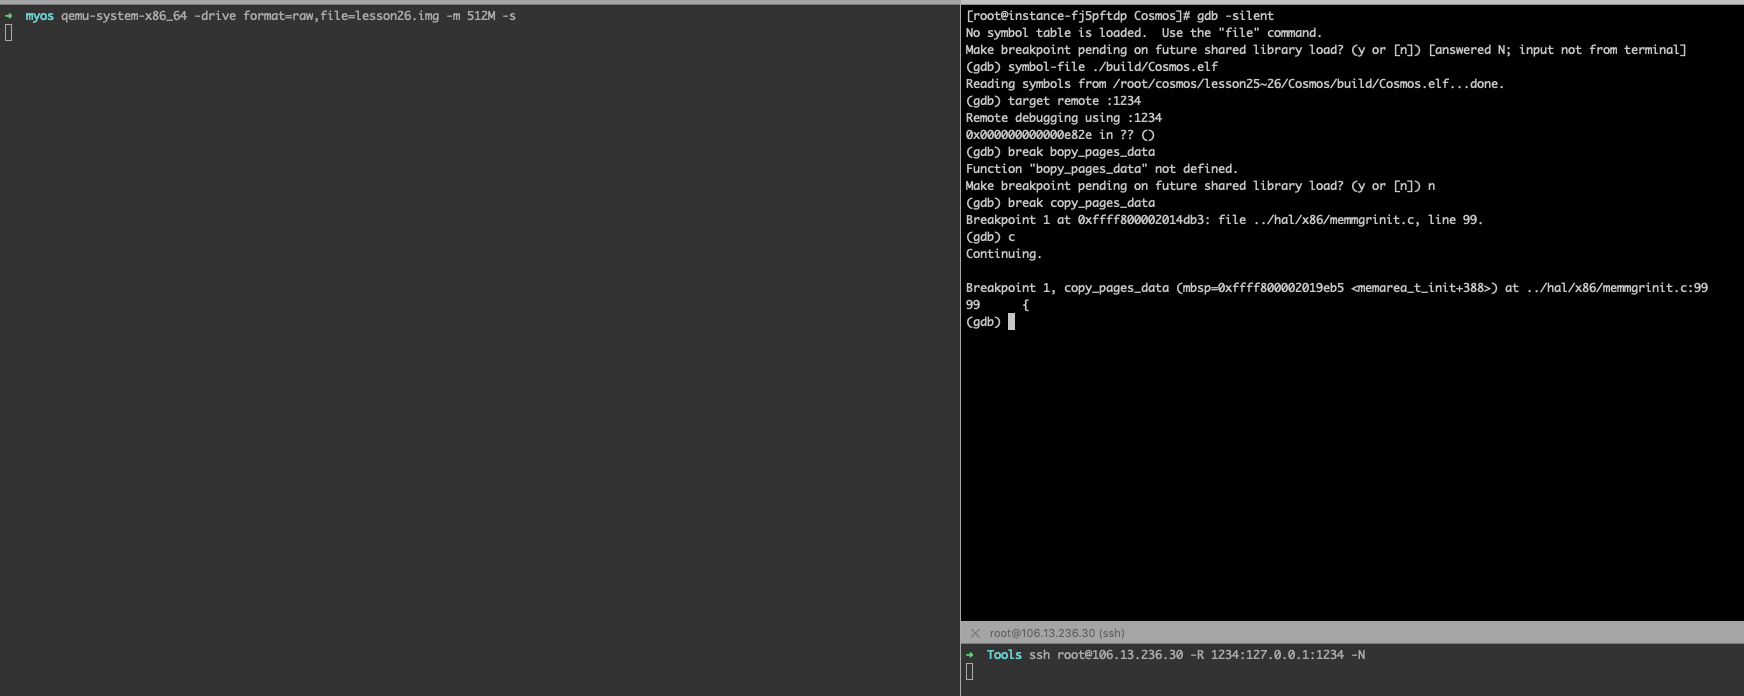 → myos qemu-system-x86_64 -drive format=raw,file=lesson26.img -m 512M -s
[root@instance-fj5pftdp Cosmos]# gdb -silent
No symbol table is loaded.  Use the "file" command.
Make breakpoint pending on future shared library load? (y or [n]) [answered N; input not from terminal]
(gdb) symbol-file ./build/Cosmos.elf
Reading symbols from /root/cosmos/lesson25~26/Cosmos/build/Cosmos.elf...done.
(gdb) target remote :1234
Remote debugging using :1234
0x000000000000e82e in ?? ()
(gdb) break bopy_pages_data
Function "bopy_pages_data" not defined.
Make breakpoint pending on future shared library load? (y or [n]) n
(gdb) break copy_pages_data
Breakpoint 1 at 0xffff800002014db3: file ../hal/x86/memmgrinit.c, line 99.
(gdb) c
Continuing.
Breakpoint 1, copy_pages_data (mbsp=0xffff800002019eb5 <memarea_t_init+388>) at ../hal/x86/memmgrinit.c:99
99      {
(gdb)
root@106.13.236.30 (ssh)
→ Tools ssh root@106.13.236.30 -R 1234:127.0.0.1:1234 -N